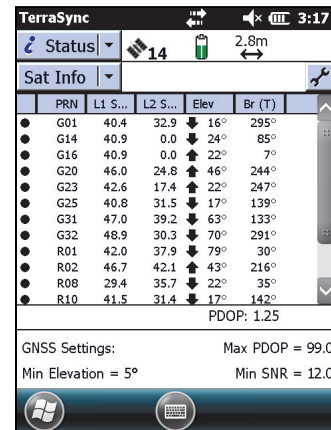 TerraSync 3:17
Status 14 2.8m
Sat Info
PRN L1 S... L2 S... Elev Br (T)
G01 40.4 32.9 16° 295°
G14 40.9 0.0 24° 85°
G16 40.9 0.0 22° 7°
G20 46.0 24.8 46° 244°
G23 42.6 17.4 22° 247°
G25 40.8 31.5 17° 139°
G31 47.0 39.2 63° 133°
G32 48.9 30.3 70° 291°
R01 42.0 37.9 79° 30°
R02 46.7 42.1 43° 216°
R08 29.4 35.7 22° 35°
R10 41.5 31.4 17° 142°
PDOP: 1.25
GNSS Settings: Max PDOP = 99.0
Min Elevation = 5° Min SNR = 12.0